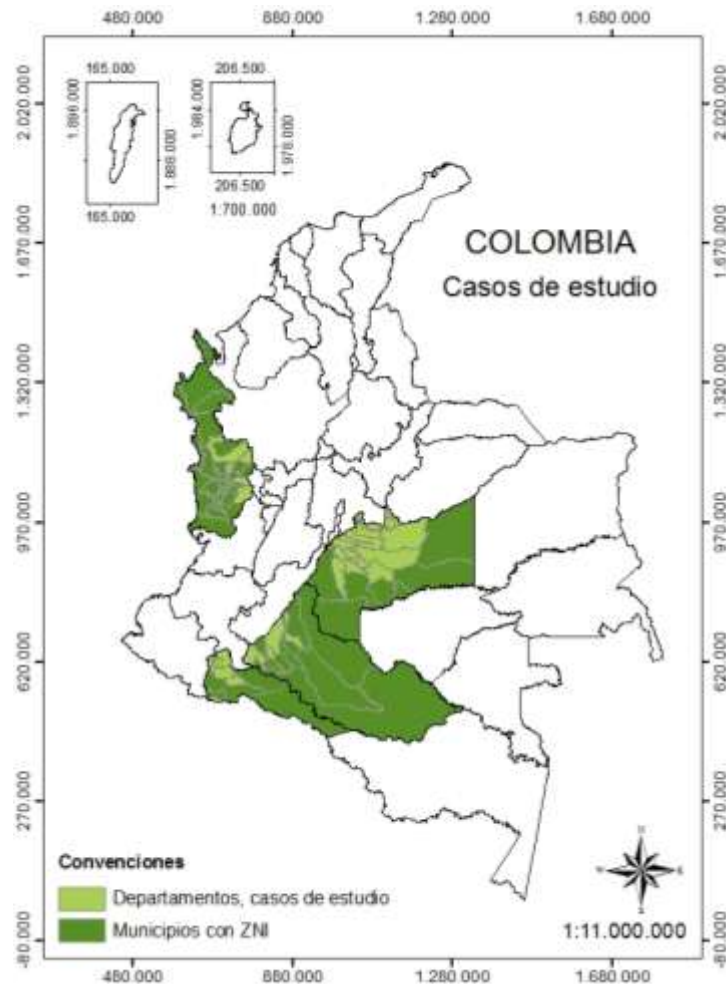 480.000 880.000 1.280.000 1.680.000
165.000 206.500
1.896.000 1.888.000 1.984.000 1.978.000
165.000 206.500
1:700.000
2.020.000 2.020.000
1.670.000 1.670.000
COLOMBIA
Casos de estudio
1.320.000 1.320.000
970.000 970.000
620.000 620.000
270.000 270.000
Convenciones
Departamentos, casos de estudio
Municipios con ZNI
1:11.000.000
-80.000 -80.000
480.000 880.000 1.280.000 1.680.000